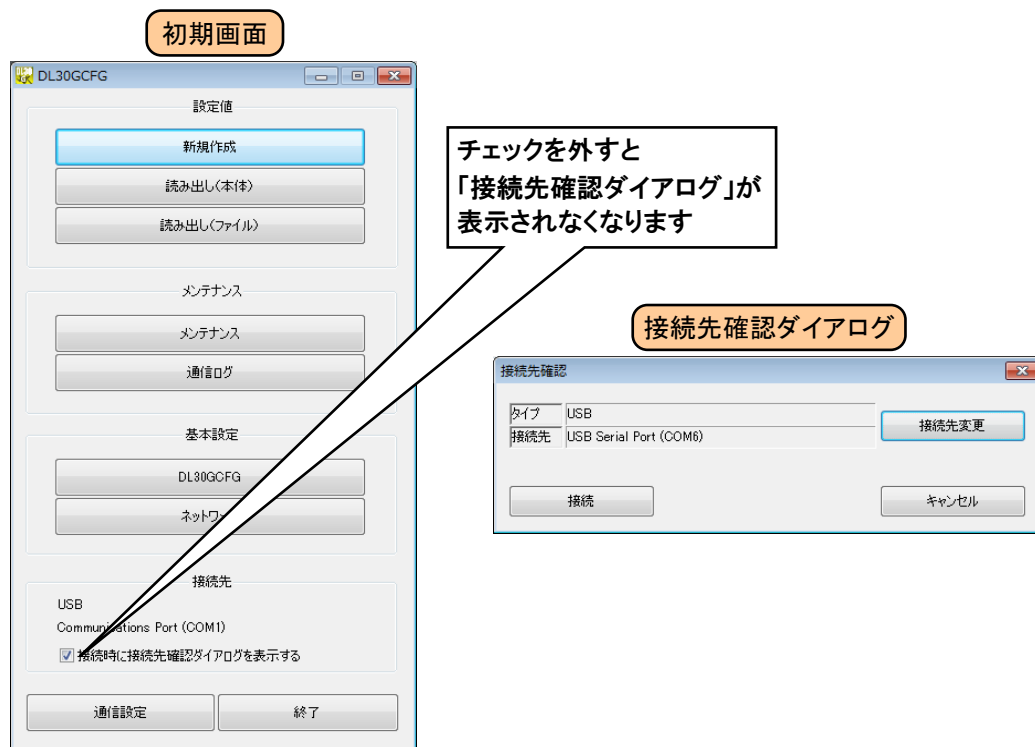 初期画面
DL30GCFG
設定値
新規作成
読み出し(本体)
読み出し(ファイル)
メンテナンス
メンテナンス
通信ログ
基本設定
DL30GCFG
ネットワー
接続先
USB
Communications Port (COM1)
接続時に接続先確認ダイアログを表示する
通信設定
終了
チェックを外すと
「接続先確認ダイアログ」が
表示されなくなります
接続先確認ダイアログ
接続先確認
タイプ USB
接続先 USB Serial Port (COM6)
接続先変更
接続
キャンセル